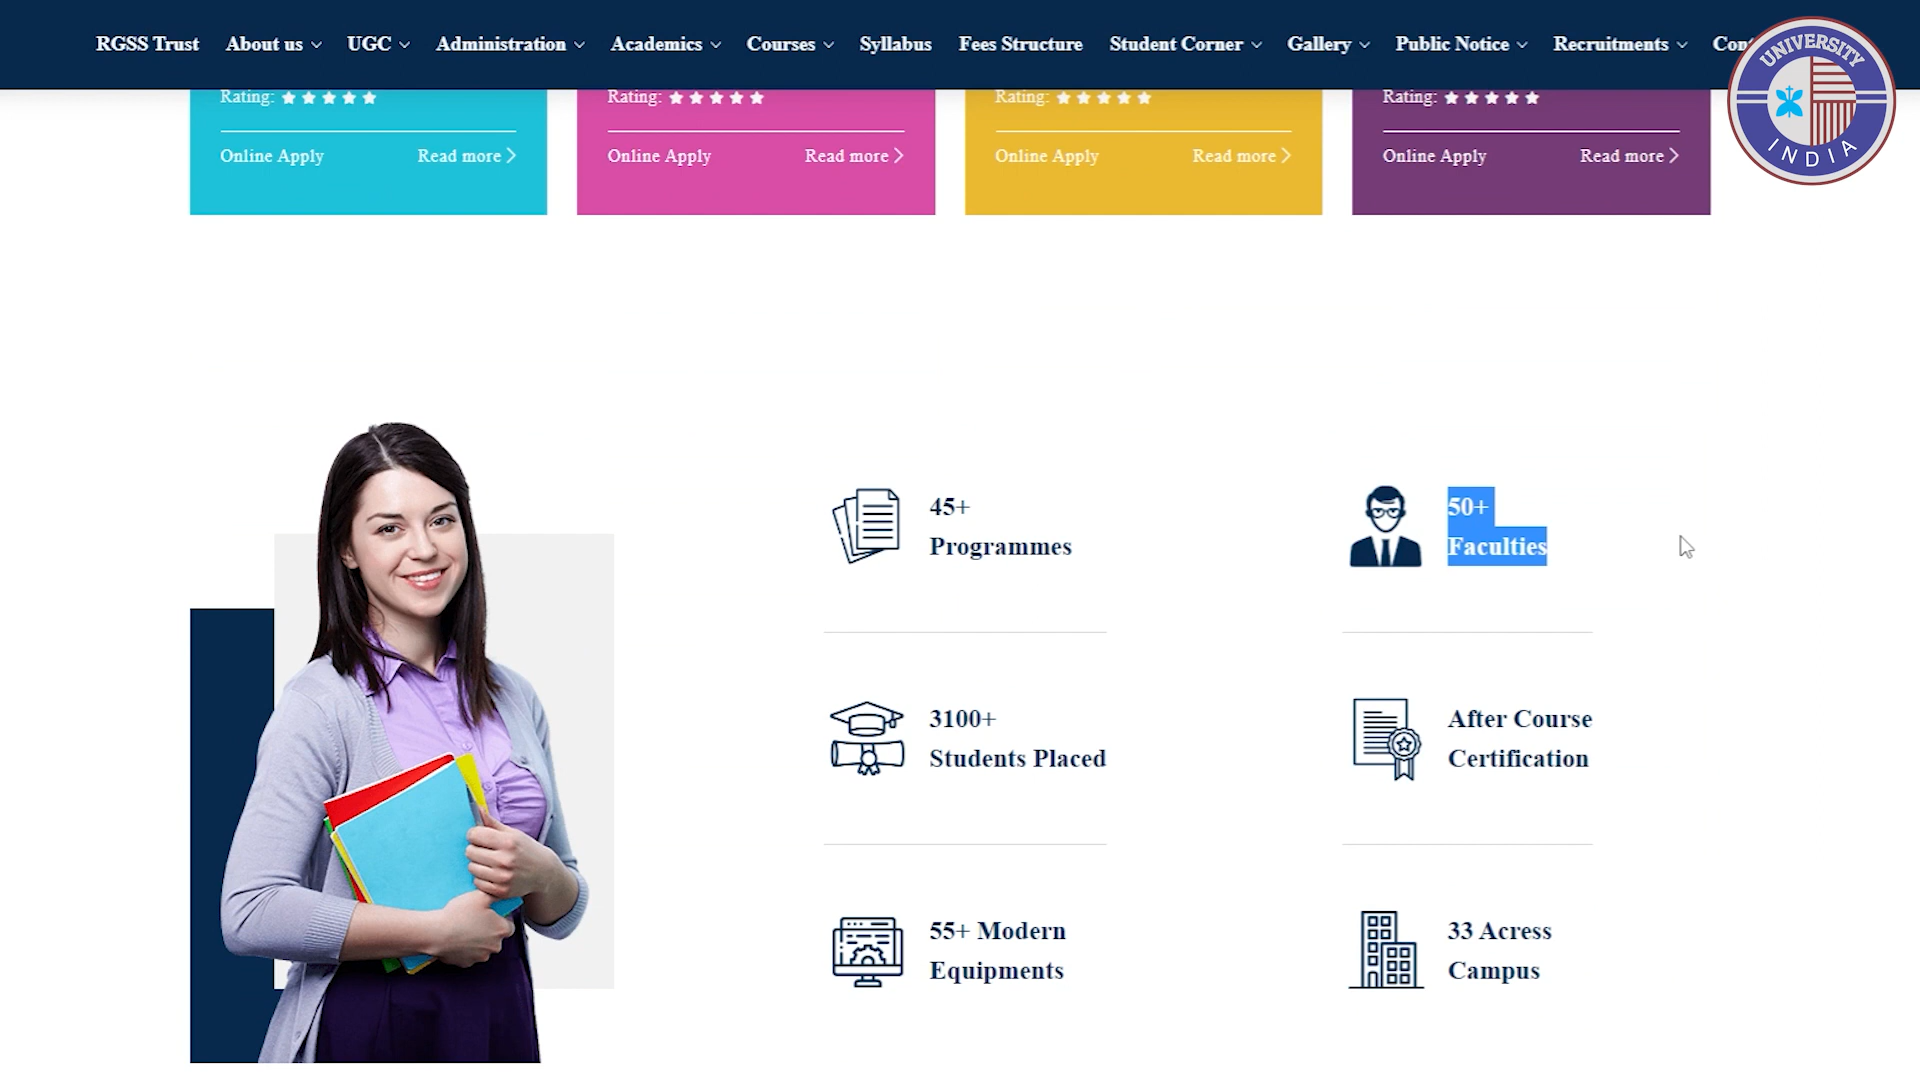 RGSS Trust About us UGC Administration Academics Courses Syllabus Fees Structure Student Corner Gallery Public Notice Recruitments
UNIVERSITY
INDIA
Rating: Rating: Rating: Rating:
Online Apply Read more Online Apply Read more Online Apply Read more Online Apply Read more
45+
Programmes
50+
Faculties
3100+
Students Placed
After Course
Certification
55+ Modern
Equipments
33 Acress
Campus